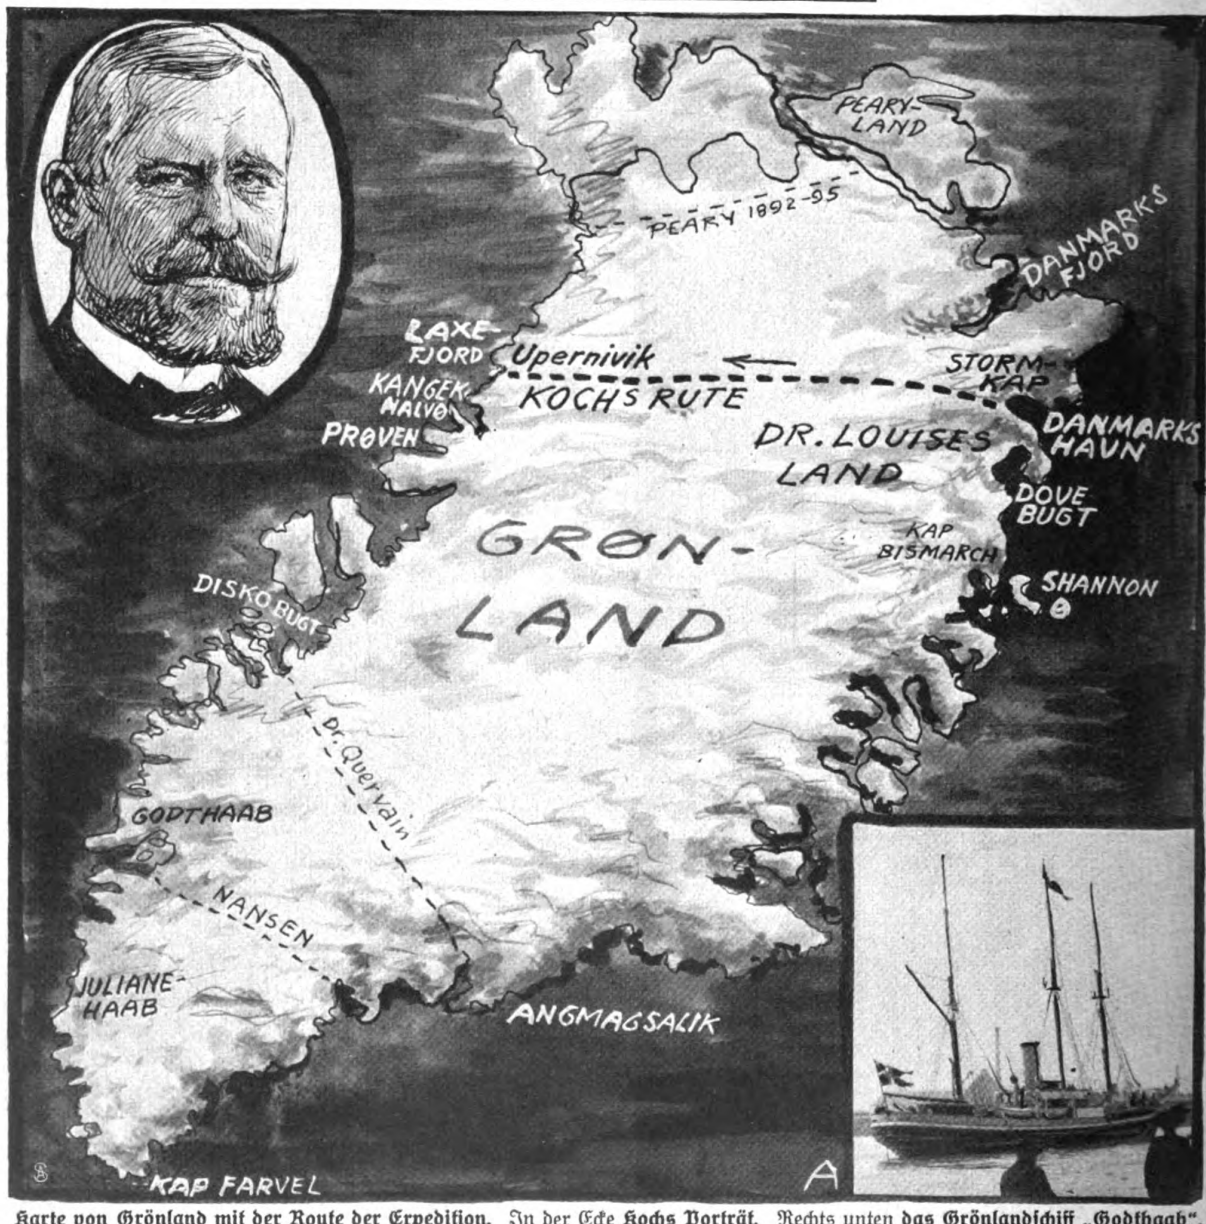 PEARY-
LAND
PEARY 1892-95
DANMARKS
FJORD
LAXE-
FJORD
Upernivik
STORM-
KAP
KANGEK
NALVØ
KOCHS RUTE
PRØVEN
DR. LOUISES
LAND
DANMARKS
HAVN
DOVE
BUGT
GRØN-
LAND
KAP
BISMARCH
SHANNON
Ø
DISKO BUGT
Dr. Quervain
GODTHAAB
NANSEN
JULIANE-
HAAB
ANGMAGSALIK
KAP FARVEL
A
Karte von Grönland mit der Route der Expedition. In der Ecke Kochs Porträt. Rechts unten das Grönlandschiff „Godthaab“.